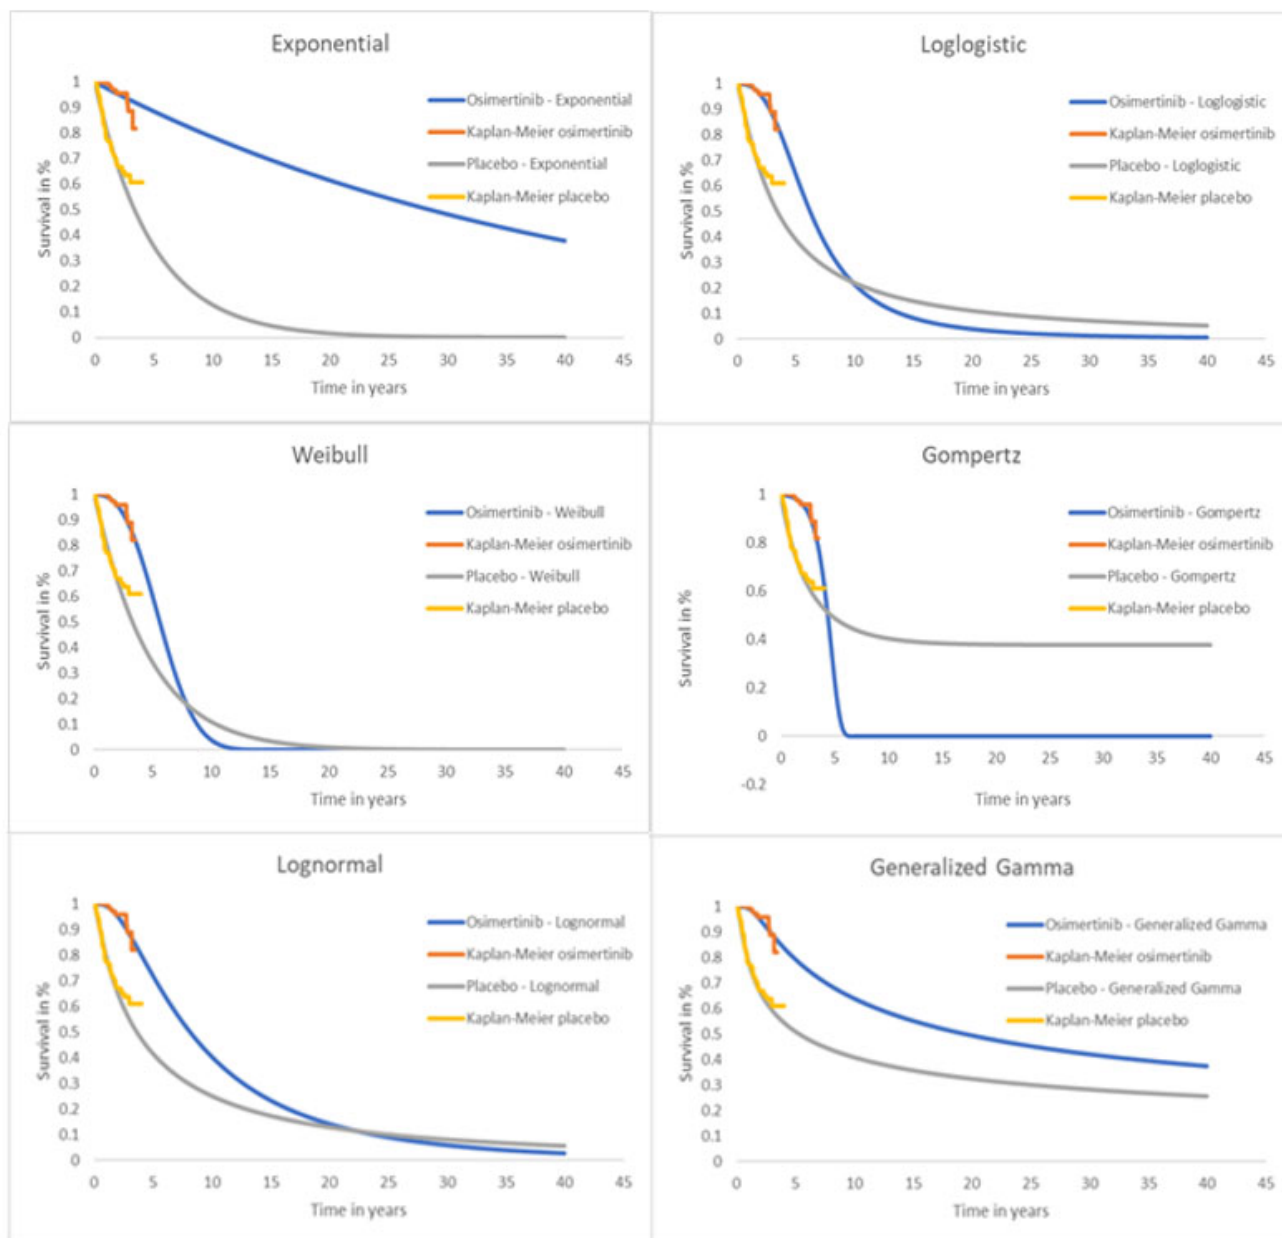 Exponential
1
0.9
0.8
0.7
0.6
0.5
0.4
0.3
0.2
0.1
0
Survival in %
0 5 10 15 20 25 30 35 40 45
Time in years
Osimertinib - Exponential
Kaplan-Meier osimertinib
Placebo - Exponential
Kaplan-Meier placebo
Loglogistic
1
0.9
0.8
0.7
0.6
0.5
0.4
0.3
0.2
0.1
0
Survival in %
0 5 10 15 20 25 30 35 40 45
Time in years
Osimertinib - Loglogistic
Kaplan-Meier osimertinib
Placebo - Loglogistic
Kaplan-Meier placebo
Weibull
1
0.9
0.8
0.7
0.6
0.5
0.4
0.3
0.2
0.1
0
Survival in %
0 5 10 15 20 25 30 35 40 45
Time in years
Osimertinib - Weibull
Kaplan-Meier osimertinib
Placebo - Weibull
Kaplan-Meier placebo
Gompertz
1
0.8
0.6
0.4
0.2
0
-0.2
Survival in %
0 5 10 15 20 25 30 35 40 45
Time in years
Osimertinib - Gompertz
Kaplan-Meier osimertinib
Placebo - Gompertz
Kaplan-Meier placebo
Lognormal
1
0.9
0.8
0.7
0.6
0.5
0.4
0.3
0.2
0.1
0
Survival in %
0 5 10 15 20 25 30 35 40 45
Time in years
Osimertinib - Lognormal
Kaplan-Meier osimertinib
Placebo - Lognormal
Kaplan-Meier placebo
Generalized Gamma
1
0.9
0.8
0.7
0.6
0.5
0.4
0.3
0.2
0.1
0
Survival in %
0 5 10 15 20 25 30 35 40 45
Time in years
Osimertinib - Generalized Gamma
Kaplan-Meier osimertinib
Placebo - Generalized Gamma
Kaplan-Meier placebo